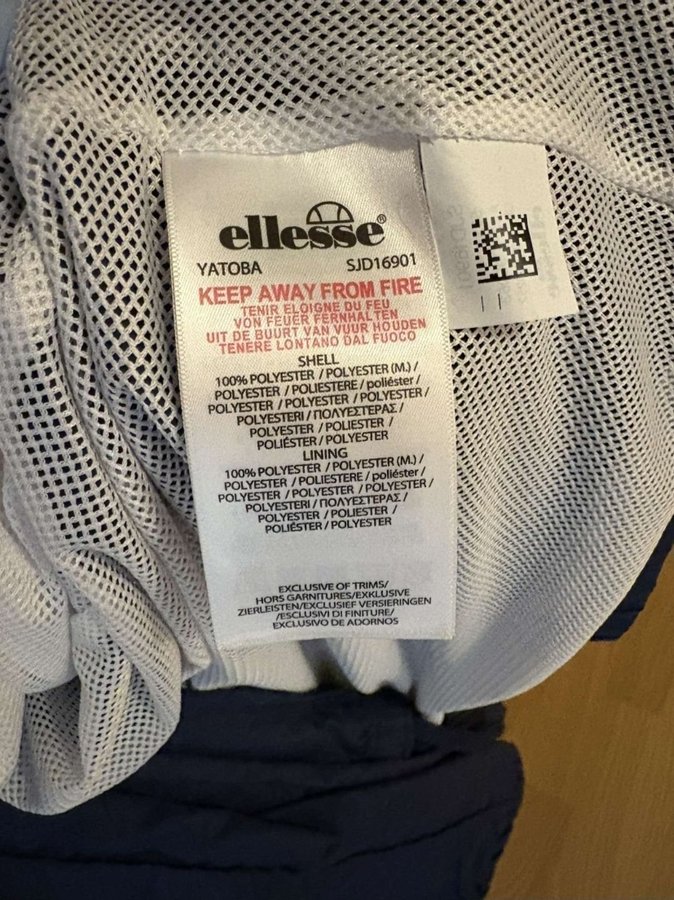 ellesse®
YATOBA SJD16901
KEEP AWAY FROM FIRE
TENIR ELOIGNE DU FEU
VON FEUER FERNHALTEN
UIT DE BUURT VAN VUUR HOUDEN
TENERE LONTANO DAL FUOCO
SHELL
100% POLYESTER / POLYESTER (M.) /
POLYESTER / POLIESTERE / poliéster /
POLYESTER / POLYESTER / POLYESTER /
POLYESTERI / ΠΟΛΥΕΣΤΕΡΑΣ /
POLYESTER / POLIESTER /
POLIÉSTER / POLYESTER
LINING
100% POLYESTER / POLYESTER (M.) /
POLYESTER / POLIESTERE / poliéster /
POLYESTER / POLYESTER / POLYESTER /
POLYESTERI / ΠΟΛΥΕΣΤΕΡΑΣ /
POLYESTER / POLIESTER /
POLIÉSTER / POLYESTER
EXCLUSIVE OF TRIMS/
HORS GARNITURES/EXKLUSIVE
ZIERLEISTEN/EXCLUSIEF VERSIERINGEN
/ESCLUSIVI DI FINITURE/
EXCLUSIVO DE ADORNOS